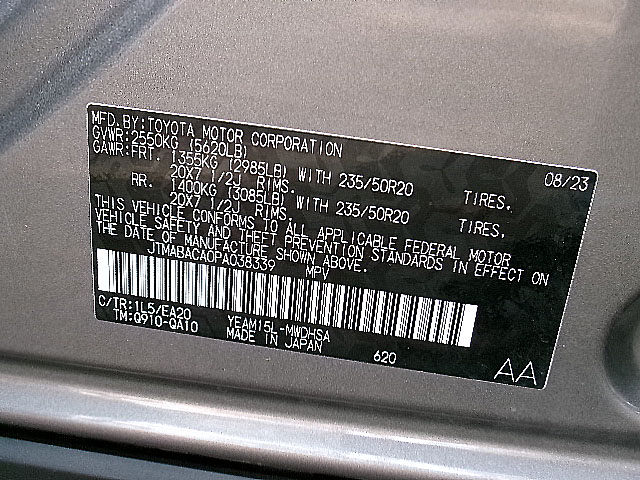 MFD.BY:TOYOTA MOTOR CORPORATION 08/23
GVWR:2550KG (5620LB)
GAWR:FRT. 1355KG (2985LB) WITH 235/50R20 TIRES,
20X7 1/2J RIMS.
RR. 1400KG (3085LB) WITH 235/50R20 TIRES,
20X7 1/2J RIMS.
THIS VEHICLE CONFORMS TO ALL APPLICABLE FEDERAL MOTOR
VEHICLE SAFETY AND THEFT PREVENTION STANDARDS IN EFFECT ON
THE DATE OF MANUFACTURE SHOWN ABOVE.
JTMABACA0PA038339 MPV
C/TR:1L5/EA20 YEAM15L-MWDHSA
TM:Q910-QA10 MADE IN JAPAN 620
AA